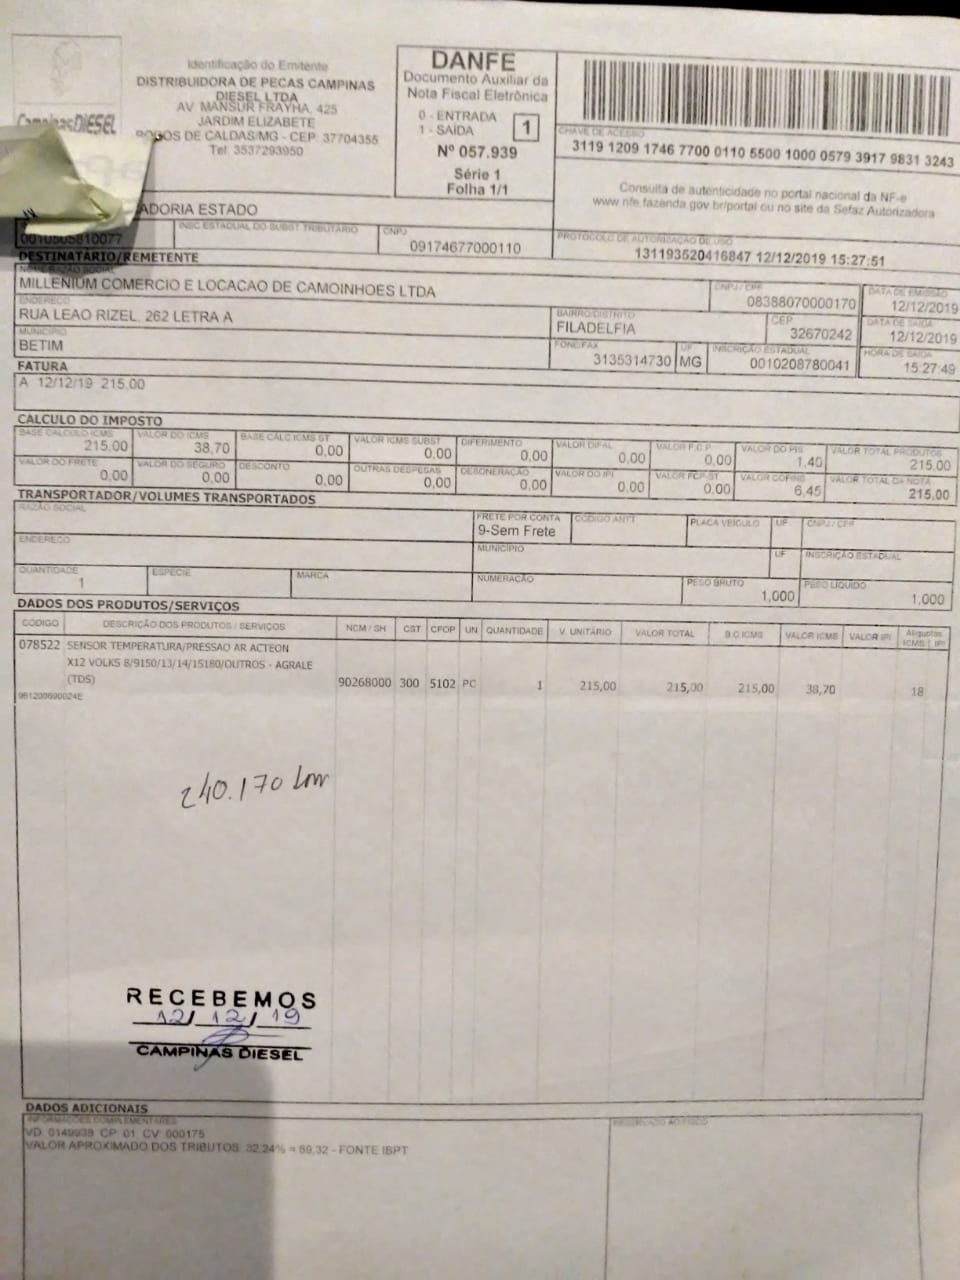 CampinasDIESEL
Identificação do Emitente
DISTRIBUIDORA DE PECAS CAMPINAS
DIESEL LTDA
AV MANSUR FRAYHA, 425
JARDIM ELIZABETE
POÇOS DE CALDAS/MG - CEP: 37704355
Tel: 3537293950
DANFE
Documento Auxiliar da
Nota Fiscal Eletrônica
0 - ENTRADA
1 - SAÍDA
1
Nº 057.939
Série 1
Folha 1/1
CHAVE DE ACESSO
3119 1209 1746 7700 0110 5500 1000 0579 3917 9831 3243
Consulta de autenticidade no portal nacional da NF-e
www.nfe.fazenda.gov.br/portal ou no site da Sefaz Autorizadora
ADORIA ESTADO
0010505810077
INSC ESTADUAL DO SUBST TRIBUTÁRIO
CNPJ
09174677000110
PROTOCOLO DE AUTORIZAÇÃO DE USO
131193520416847 12/12/2019 15:27:51
DESTINATÁRIO/REMETENTE
NOME/RAZÃO SOCIAL
MILLENIUM COMERCIO E LOCACAO DE CAMOINHOES LTDA
CNPJ / CPF
08388070000170
DATA DE EMISSÃO
12/12/2019
ENDEREÇO
RUA LEAO RIZEL. 262 LETRA A
BAIRRO/DISTRITO
FILADELFIA
CEP
32670242
DATA DE SAÍDA
12/12/2019
MUNICÍPIO
BETIM
FONE/FAX
3135314730
UF
MG
INSCRIÇÃO ESTADUAL
0010208780041
HORA DE SAÍDA
15:27:49
FATURA
A 12/12/19 215,00
CÁLCULO DO IMPOSTO
BASE CÁLCULO ICMS
215,00
VALOR DO ICMS
38,70
BASE CÁLC ICMS ST
0,00
VALOR ICMS SUBST
0,00
DIFERIMENTO
0,00
VALOR DIFAL
0,00
VALOR F.C.P
0,00
VALOR DO PIS
1,40
VALOR TOTAL PRODUTOS
215,00
VALOR DO FRETE
0,00
VALOR DO SEGURO
0,00
DESCONTO
0,00
OUTRAS DESPESAS
0,00
DESONERAÇÃO
0,00
VALOR DO IPI
0,00
VALOR FCP-ST
0,00
VALOR COFINS
6,45
VALOR TOTAL DA NOTA
215,00
TRANSPORTADOR/VOLUMES TRANSPORTADOS
RAZÃO SOCIAL
FRETE POR CONTA
9-Sem Frete
CÓDIGO ANTT
PLACA VEÍCULO
UF
CNPJ / CPF
ENDEREÇO
MUNICÍPIO
UF
INSCRIÇÃO ESTADUAL
QUANTIDADE
1
ESPÉCIE
MARCA
NUMERAÇÃO
PESO BRUTO
1,000
PESO LÍQUIDO
1,000
DADOS DOS PRODUTOS/SERVIÇOS
CÓDIGO DESCRIÇÃO DOS PRODUTOS / SERVIÇOS NCM / SH CST CFOP UN QUANTIDADE V. UNITÁRIO VALOR TOTAL B.C ICMS VALOR ICMS VALOR IPI Alíquotas ICMS IPI
078522 SENSOR TEMPERATURA/PRESSAO AR ACTEON
X12 VOLKS 8/9150/13/14/15180/OUTROS - AGRALE
(TDS) 90268000 300 5102 PC 1 215,00 215,00 215,00 38,70 18
961200690024E
240.170 km
RECEBEMOS
12/ 12/ 19
CAMPINAS DIESEL
DADOS ADICIONAIS
INFORMAÇÕES COMPLEMENTARES
RESERVADO AO FISCO
VD 0149938 CP 01 CV 000175
VALOR APROXIMADO DOS TRIBUTOS: 32,24% = 69,32 - FONTE IBPT